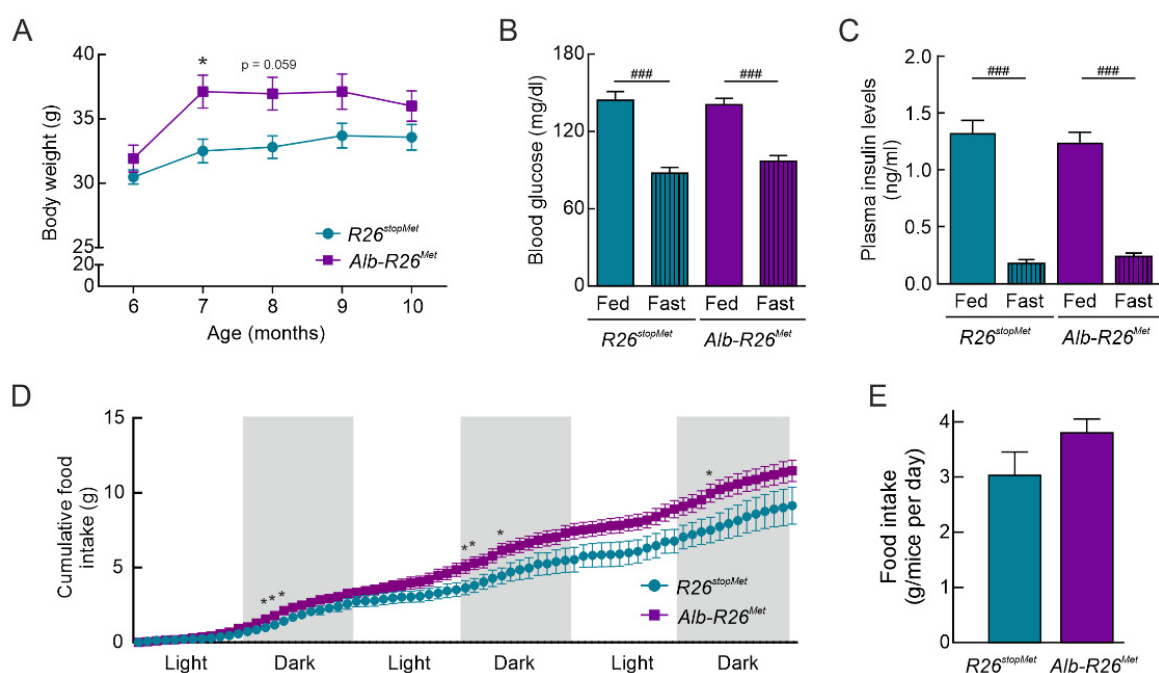 A
Body weight (g)
40
35
30
25
20
0
*
p = 0.059
R26stopMet
Alb-R26Met
6 7 8 9 10
Age (months)
B
Blood glucose (mg/dl)
180
120
60
0
### ###
Fed Fast Fed Fast
R26stopMet Alb-R26Met
C
Plasma insulin levels
(ng/ml)
2.0
1.5
1.0
0.5
0.0
### ###
Fed Fast Fed Fast
R26stopMet Alb-R26Met
D
Cumulative food
intake (g)
15
10
5
0
***
**
*
*
R26stopMet
Alb-R26Met
Light Dark Light Dark Light Dark
E
Food intake
(g/mice per day)
4
3
2
1
0
R26stopMet Alb-R26Met